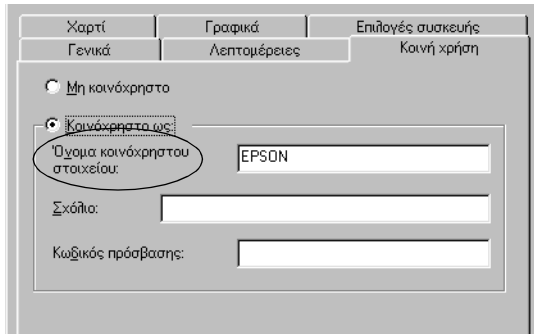 Χαρτί Γραφικά Επιλογές συσκευής
Γενικά Λεπτομέρειες Κοινή χρήση
Μη κοινόχρηστο
Κοινόχρηστο ως:
Όνομα κοινόχρηστου
στοιχείου:
EPSON
Σχόλιο:
Κωδικός πρόσβασης: